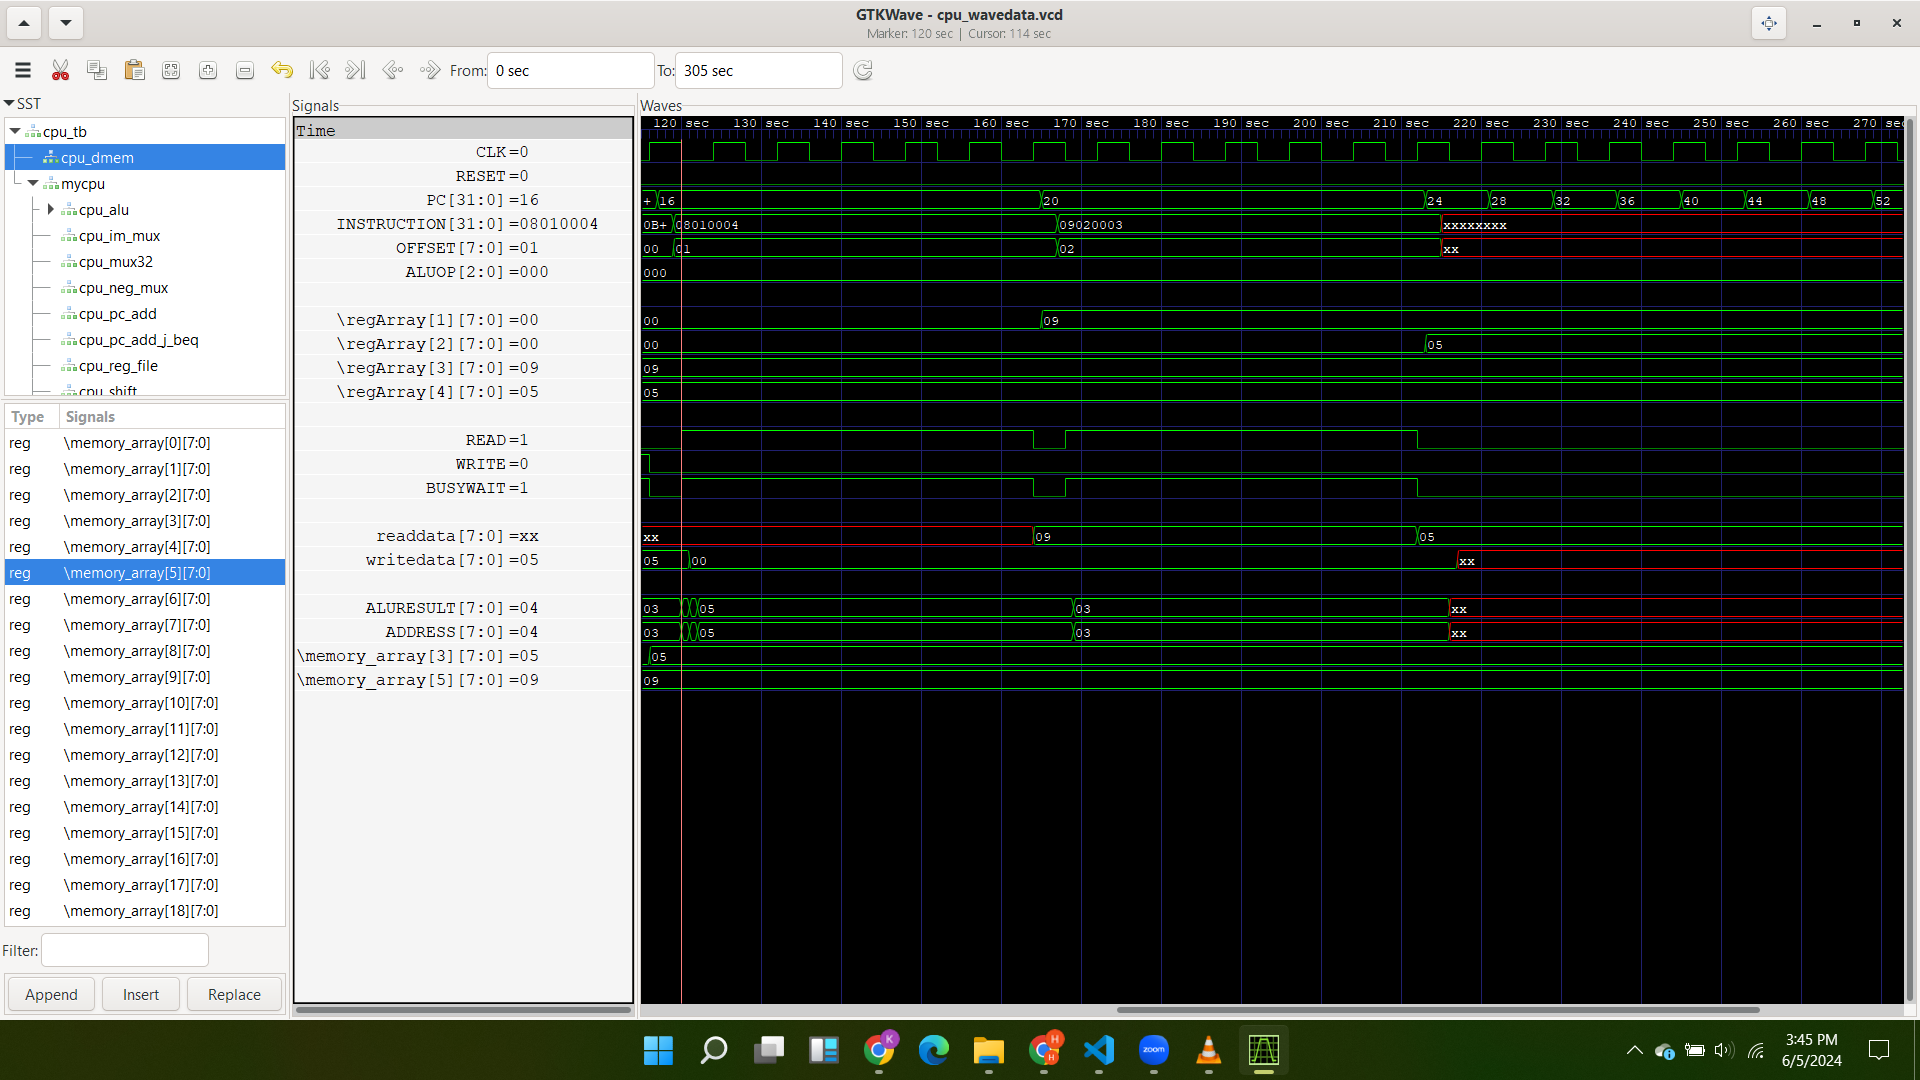 GTKWave - cpu_wavedata.vcd
Marker: 120 sec | Cursor: 114 sec
From: 0 sec To: 305 sec
SST
cpu_tb
cpu_dmem
mycpu
cpu_alu
cpu_im_mux
cpu_mux32
cpu_neg_mux
cpu_pc_add
cpu_pc_add_j_beq
cpu_reg_file
cpu_shift
Type Signals
reg \memory_array[0][7:0]
reg \memory_array[1][7:0]
reg \memory_array[2][7:0]
reg \memory_array[3][7:0]
reg \memory_array[4][7:0]
reg \memory_array[5][7:0]
reg \memory_array[6][7:0]
reg \memory_array[7][7:0]
reg \memory_array[8][7:0]
reg \memory_array[9][7:0]
reg \memory_array[10][7:0]
reg \memory_array[11][7:0]
reg \memory_array[12][7:0]
reg \memory_array[13][7:0]
reg \memory_array[14][7:0]
reg \memory_array[15][7:0]
reg \memory_array[16][7:0]
reg \memory_array[17][7:0]
reg \memory_array[18][7:0]
Filter:
Append Insert Replace
Signals
Time
CLK=0
RESET=0
PC[31:0]=16
INSTRUCTION[31:0]=08010004
OFFSET[7:0]=01
ALUOP[2:0]=000
\regArray[1][7:0]=00
\regArray[2][7:0]=00
\regArray[3][7:0]=09
\regArray[4][7:0]=05
READ=1
WRITE=0
BUSYWAIT=1
readdata[7:0]=xx
writedata[7:0]=05
ALURESULT[7:0]=04
ADDRESS[7:0]=04
\memory_array[3][7:0]=05
\memory_array[5][7:0]=09
Waves
120 sec 130 sec 140 sec 150 sec 160 sec 170 sec 180 sec 190 sec 200 sec 210 sec 220 sec 230 sec 240 sec 250 sec 260 sec 270 sec
+ 16 20 24 28 32 36 40 44 48 52
0B+ 08010004 09020003 xxxxxxxx
00 01 02 xx
000
00 09
00 05
09
05
xx 09 05
05 00 xx
03 05 03 xx
03 05 03 xx
05
09
K H H zoom
3:45 PM
6/5/2024